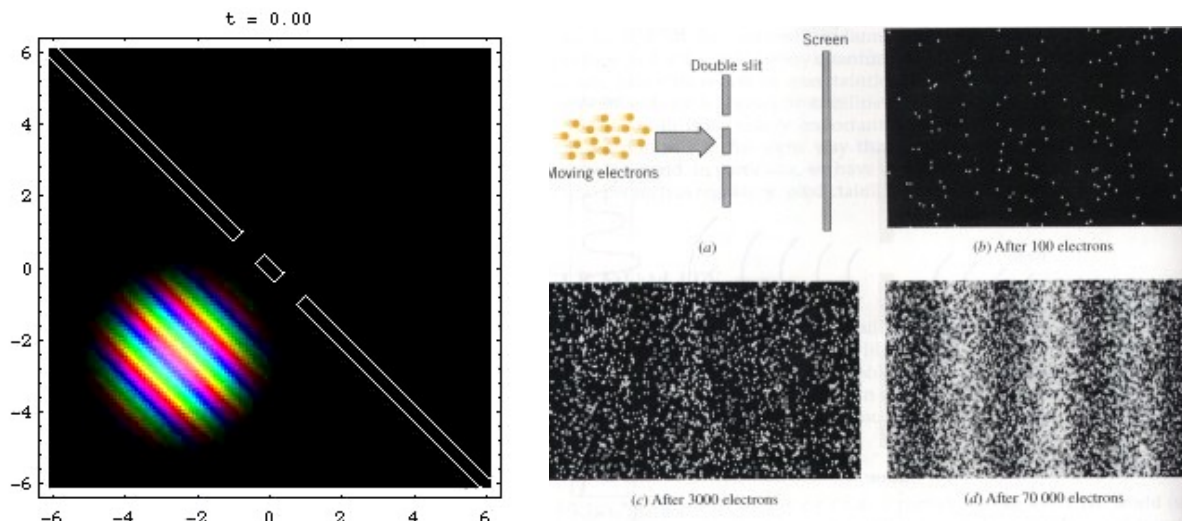 t = 0.00
6
4
2
0
-2
-4
-6
-6
-4
-2
0
2
4
6
Screen
Double slit
Moving electrons
(a)
(b) After 100 electrons
(c) After 3000 electrons
(d) After 70 000 electrons